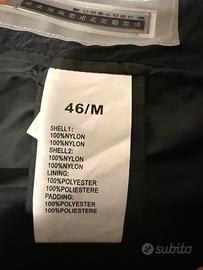 46/M
SHELL1:
100%NYLON
100%NYLON
SHELL2:
100%NYLON
100%NYLON
LINING:
100%POLYESTER
100%POLIESTERE
PADDING:
100%POLYESTER
100%POLIESTERE
subito